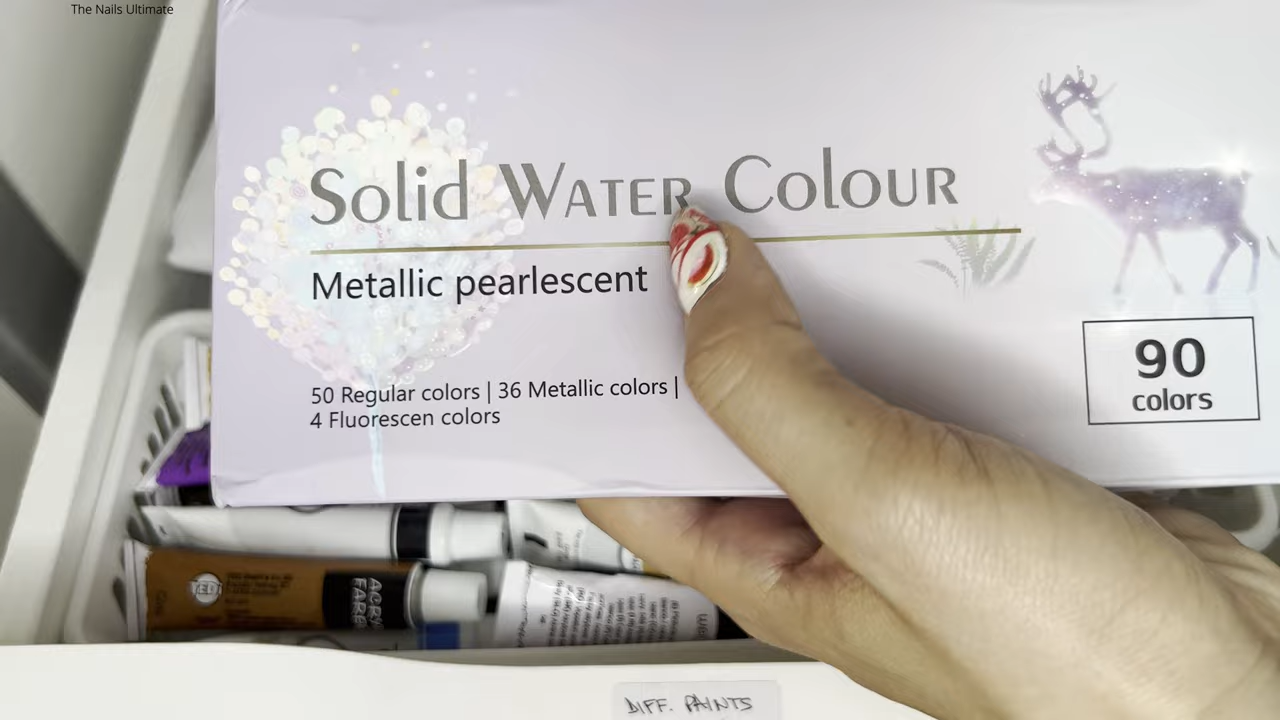 The Nails Ultimate
Solid WATER COLOUR
Metallic pearlescent
50 Regular colors | 36 Metallic colors |
4 Fluorescen colors
90
colors
TEDI
DIFF. PAINTS